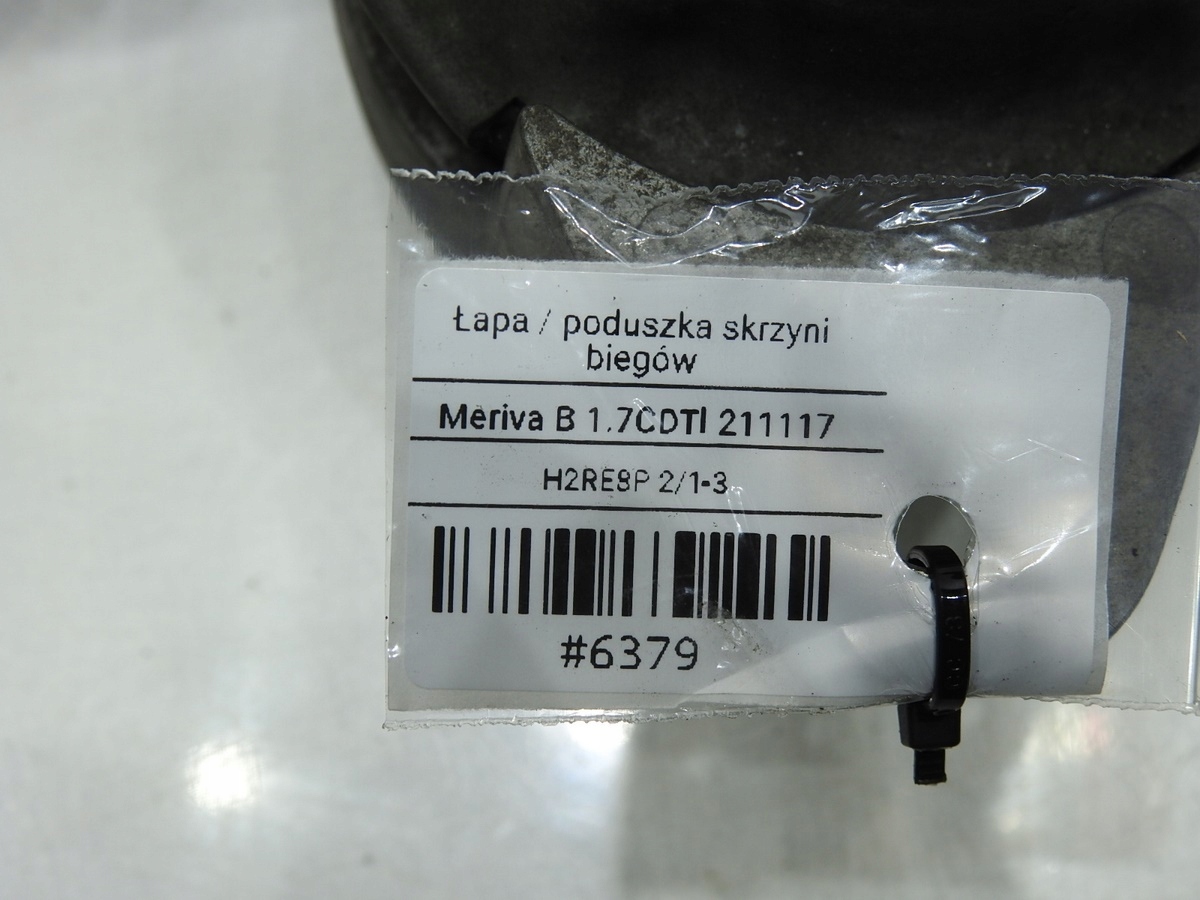 Łapa / poduszka skrzyni
biegów
Meriva B 1.7CDTI 211117
H2RE8P 2/1-3
#6379